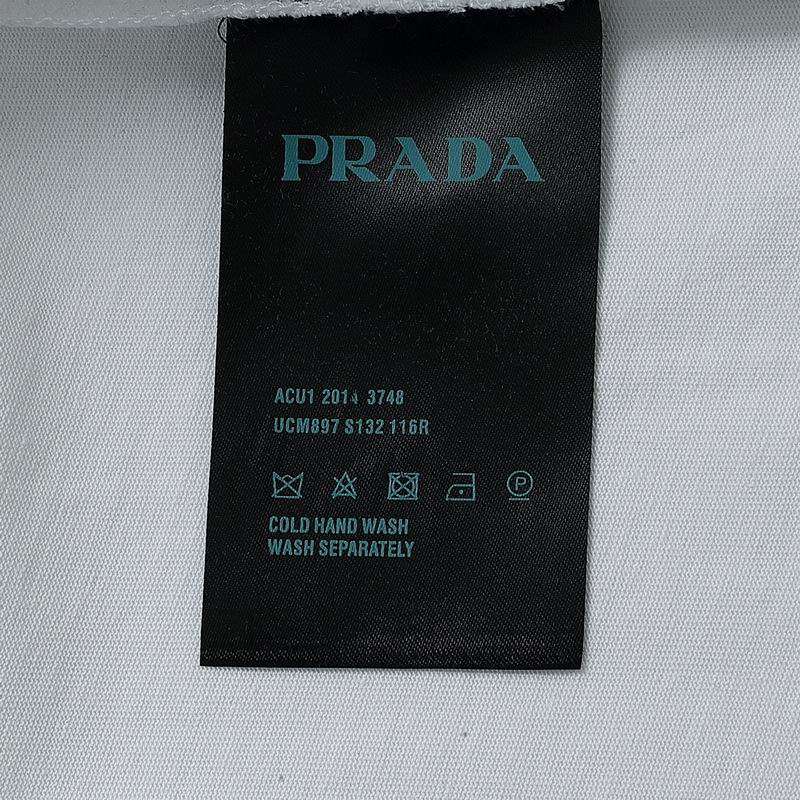 PRADA
ACU1 2014 3748
UCM897 S132 116R
P
COLD HAND WASH
WASH SEPARATELY